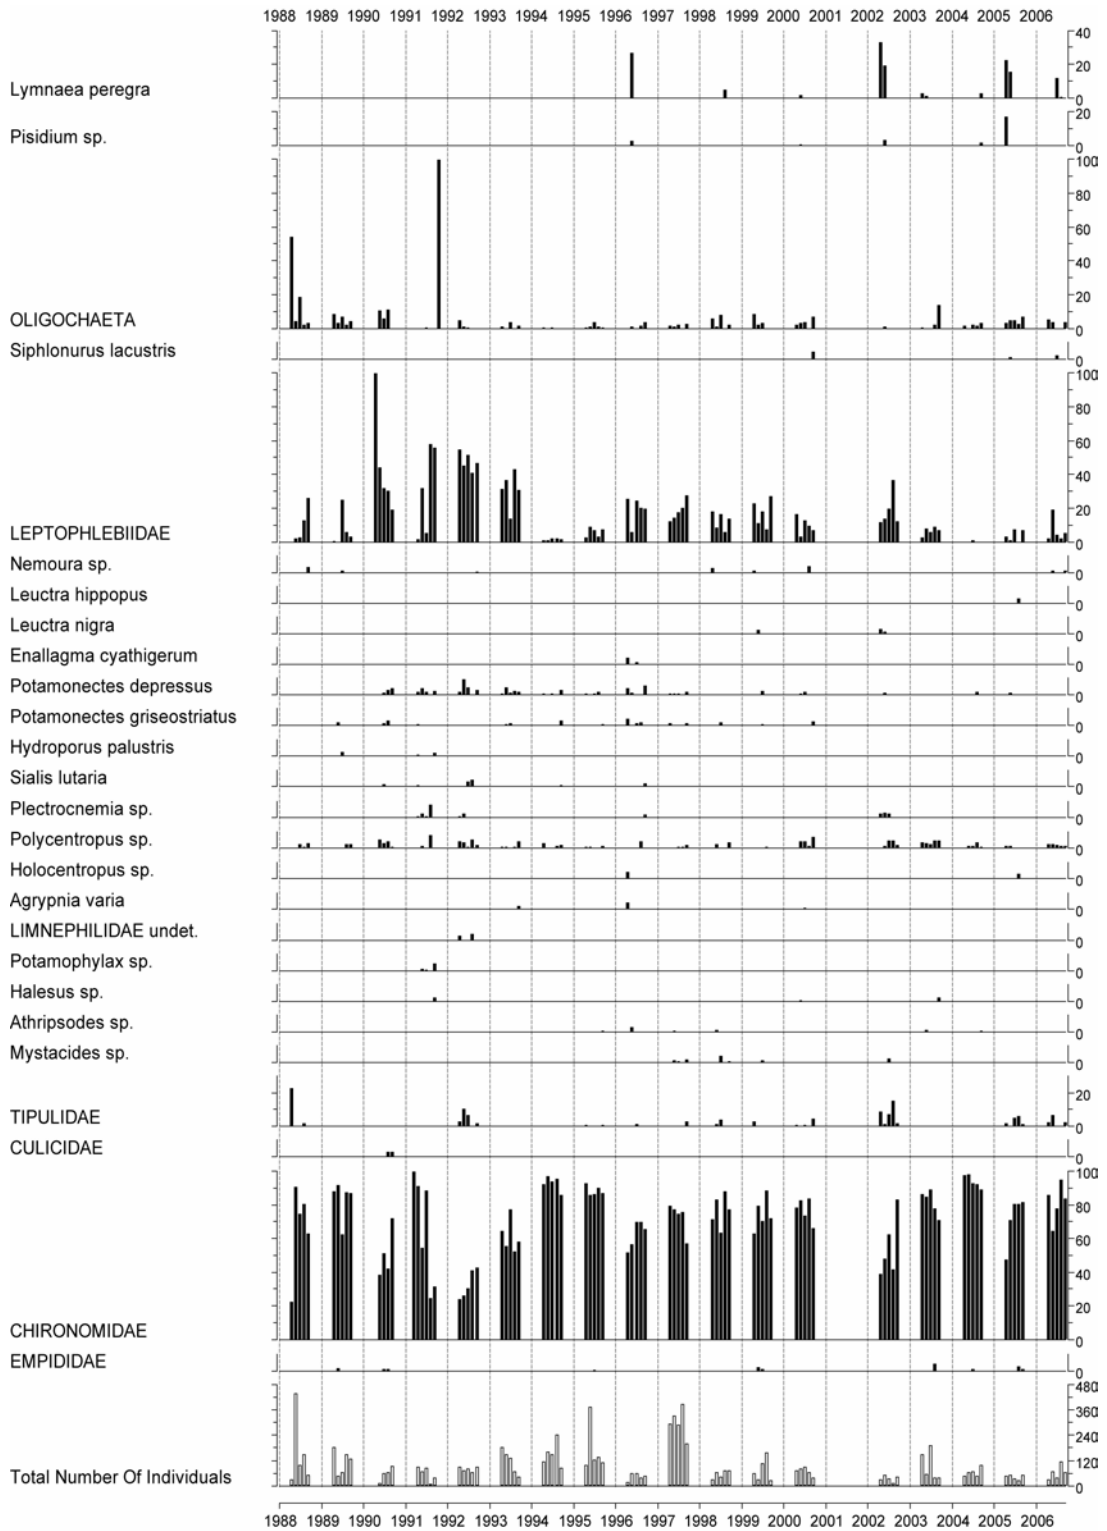 1988 1989 1990 1991 1992 1993 1994 1995 1996 1997 1998 1999 2000 2001 2002 2003 2004 2005 2006
40
20
Lymnaea peregra
0
20
Pisidium sp.
0
100
80
60
40
20
OLIGOCHAETA
0
Siphlonurus lacustris
0
100
80
60
40
20
LEPTOPHLEBIIDAE
0
Nemoura sp.
0
Leuctra hippopus
0
Leuctra nigra
0
Enallagma cyathigerum
0
Potamonectes depressus
0
Potamonectes griseostriatus
0
Hydroporus palustris
0
Sialis lutaria
0
Plectrocnemia sp.
0
Polycentropus sp.
0
Holocentropus sp.
0
Agrypnia varia
0
LIMNEPHILIDAE undet.
0
Potamophylax sp.
0
Halesus sp.
0
Athripsodes sp.
0
Mystacides sp.
0
20
TIPULIDAE
0
CULICIDAE
0
100
80
60
40
20
CHIRONOMIDAE
0
EMPIDIDAE
0
480
360
240
120
Total Number Of Individuals
0
1988 1989 1990 1991 1992 1993 1994 1995 1996 1997 1998 1999 2000 2001 2002 2003 2004 2005 2006